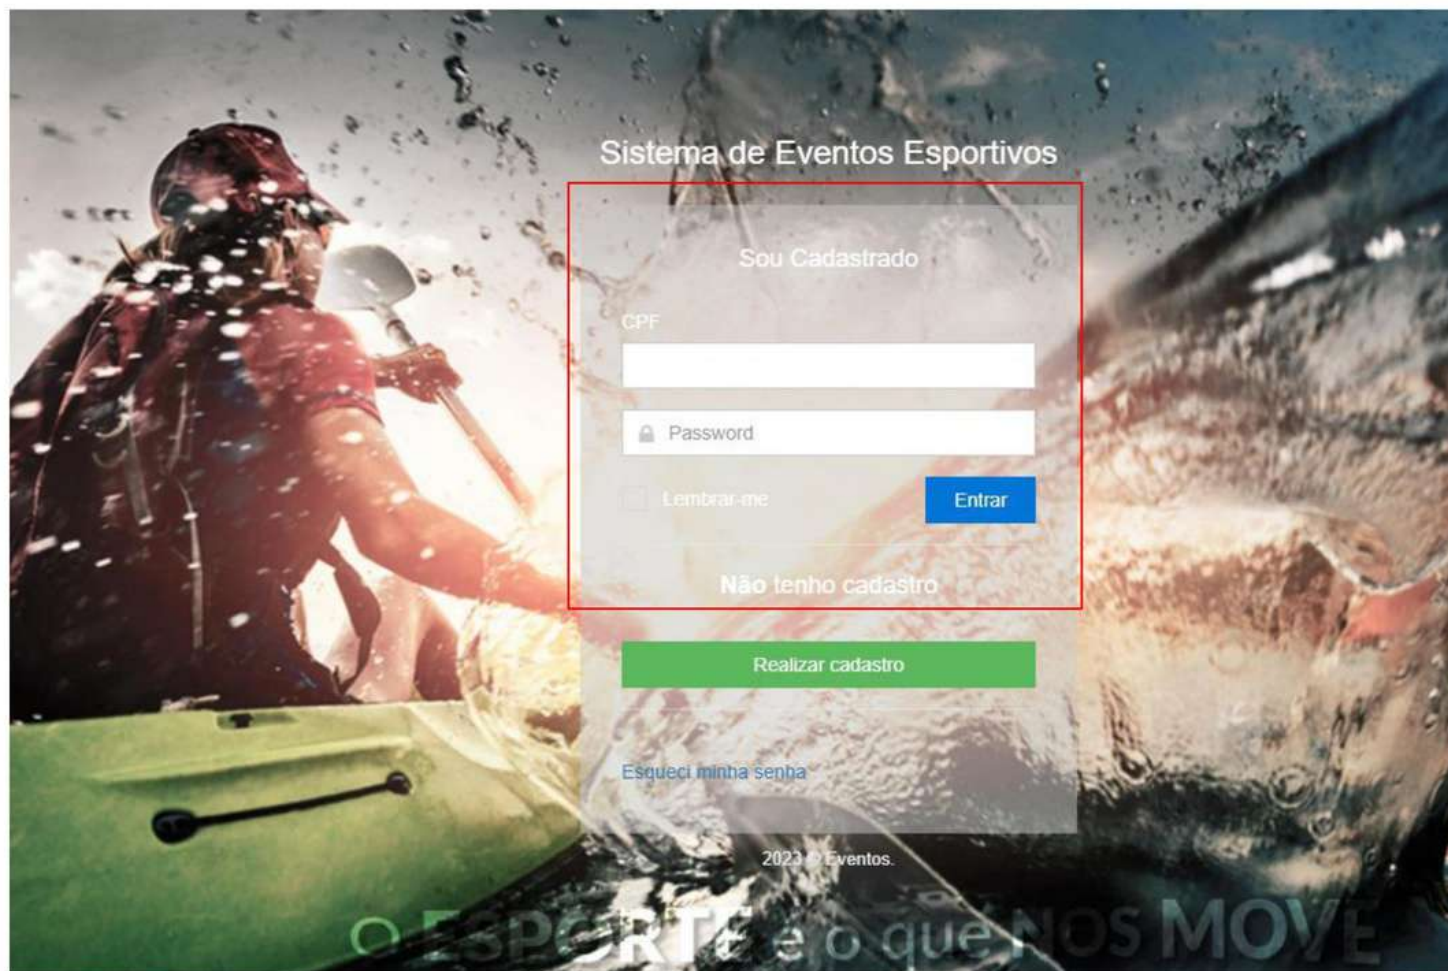 Sistema de Eventos Esportivos
Sou Cadastrado
CPF
Password
Lembrar-me
Entrar
Não tenho cadastro
Realizar cadastro
Esqueci minha senha
2023 © Eventos.
O ESPORTE é o que NOS MOVE